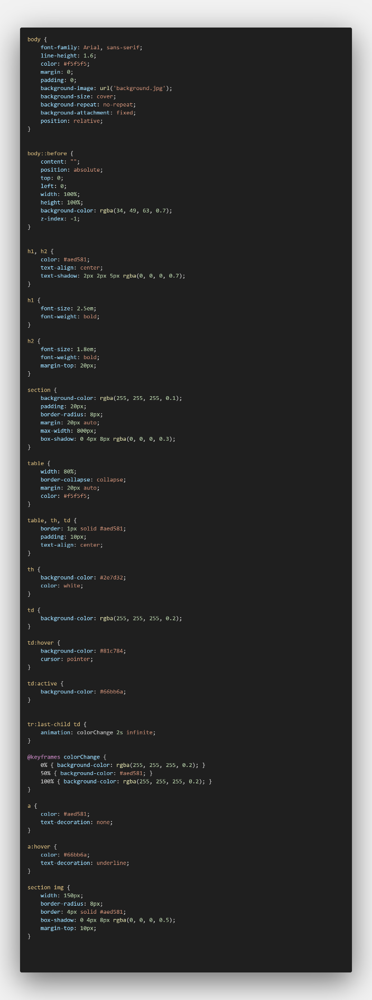 body {
    font-family: Arial, sans-serif;
    line-height: 1.6;
    color: #f5f5f5;
    margin: 0;
    padding: 0;
    background-image: url('background.jpg');
    background-size: cover;
    background-repeat: no-repeat;
    background-attachment: fixed;
    position: relative;
}


body::before {
    content: "";
    position: absolute;
    top: 0;
    left: 0;
    width: 100%;
    height: 100%;
    background-color: rgba(34, 49, 63, 0.7);
    z-index: -1;
}


h1, h2 {
    color: #aed581;
    text-align: center;
    text-shadow: 2px 2px 5px rgba(0, 0, 0, 0.7);
}

h1 {
    font-size: 2.5em;
    font-weight: bold;
}

h2 {
    font-size: 1.8em;
    font-weight: bold;
    margin-top: 20px;
}

section {
    background-color: rgba(255, 255, 255, 0.1);
    padding: 20px;
    border-radius: 8px;
    margin: 20px auto;
    max-width: 800px;
    box-shadow: 0 4px 8px rgba(0, 0, 0, 0.3);
}

table {
    width: 80%;
    border-collapse: collapse;
    margin: 20px auto;
    color: #f5f5f5;
}

table, th, td {
    border: 1px solid #aed581;
    padding: 10px;
    text-align: center;
}

th {
    background-color: #2e7d32;
    color: white;
}

td {
    background-color: rgba(255, 255, 255, 0.2);
}

td:hover {
    background-color: #81c784;
    cursor: pointer;
}

td:active {
    background-color: #66bb6a;
}


tr:last-child td {
    animation: colorChange 2s infinite;
}

@keyframes colorChange {
    0% { background-color: rgba(255, 255, 255, 0.2); }
    50% { background-color: #aed581; }
    100% { background-color: rgba(255, 255, 255, 0.2); }
}

a {
    color: #aed581;
    text-decoration: none;
}

a:hover {
    color: #66bb6a;
    text-decoration: underline;
}

section img {
    width: 150px;
    border-radius: 8px;
    border: 4px solid #aed581;
    box-shadow: 0 4px 8px rgba(0, 0, 0, 0.5);
    margin-top: 10px;
}